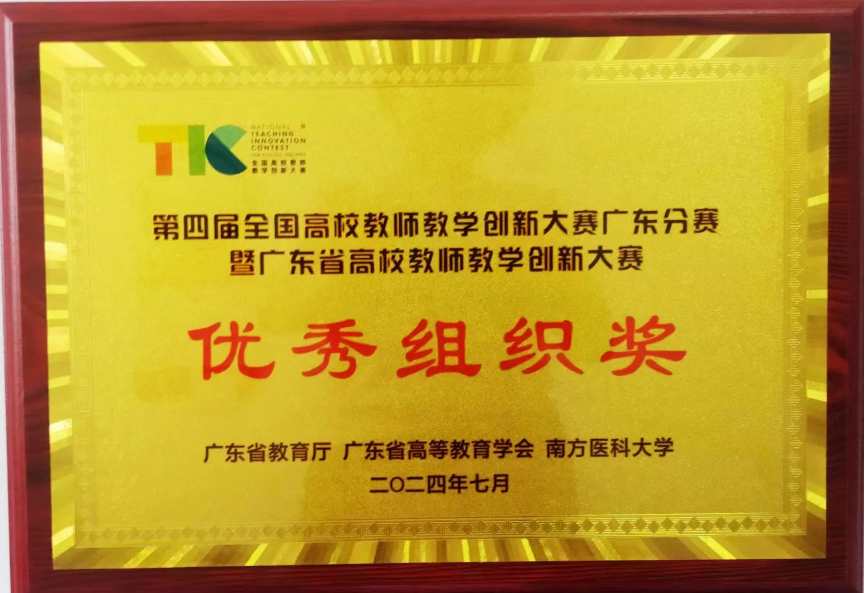 TIC
NATIONAL
TEACHING
INNOVATION
CONTEST
全国高校教师
教学创新大赛
第四届全国高校教师教学创新大赛广东分赛
暨广东省高校教师教学创新大赛
优秀组织奖
广东省教育厅 广东省高等教育学会 南方医科大学
二〇二四年七月